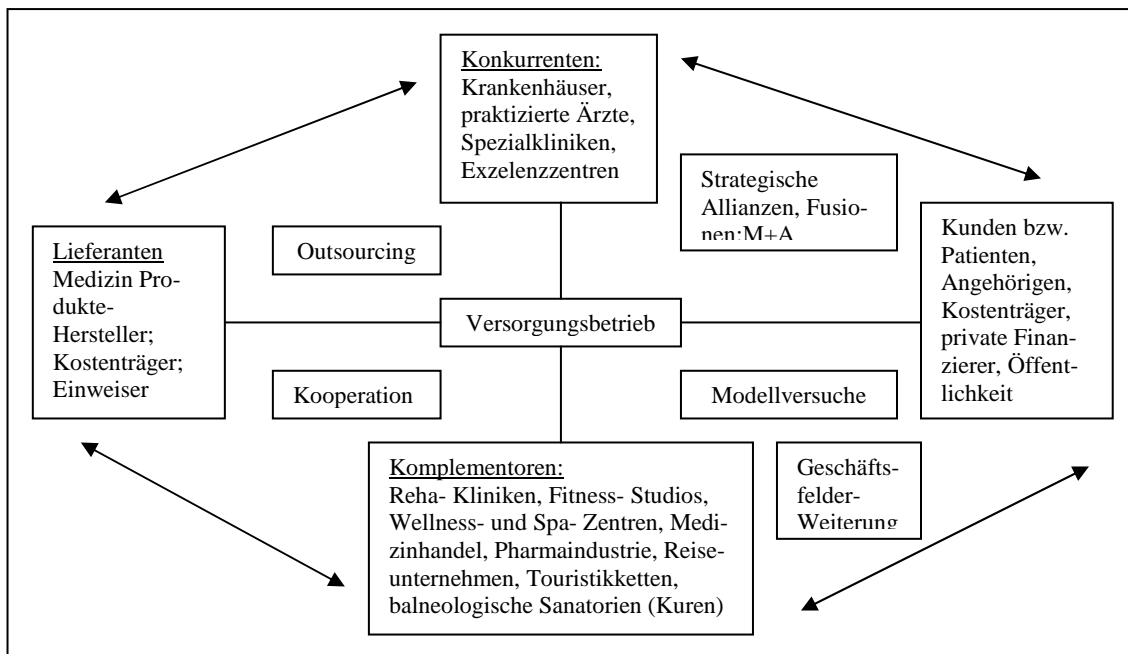 Konkurrenten:
Krankenhäuser,
praktizierte Ärzte,
Spezialkliniken,
Exzelenzzentren
Strategische
Allianzen, Fusio-
nen;M+A
Lieferanten
Medizin Pro-
dukte-
Hersteller;
Kostenträger;
Einweiser
Outsourcing
Kunden bzw.
Patienten,
Angehörigen,
Kostenträger,
private Finan-
zierer, Öffent-
lichkeit
Versorgungsbetrieb
Kooperation
Modellversuche
Komplementoren:
Reha- Kliniken, Fitness- Studios,
Wellness- und Spa- Zentren, Medi-
zinhandel, Pharmaindustrie, Reise-
unternehmen, Touristikketten,
balneologische Sanatorien (Kuren)
Geschäfts-
felder-
Weiterung